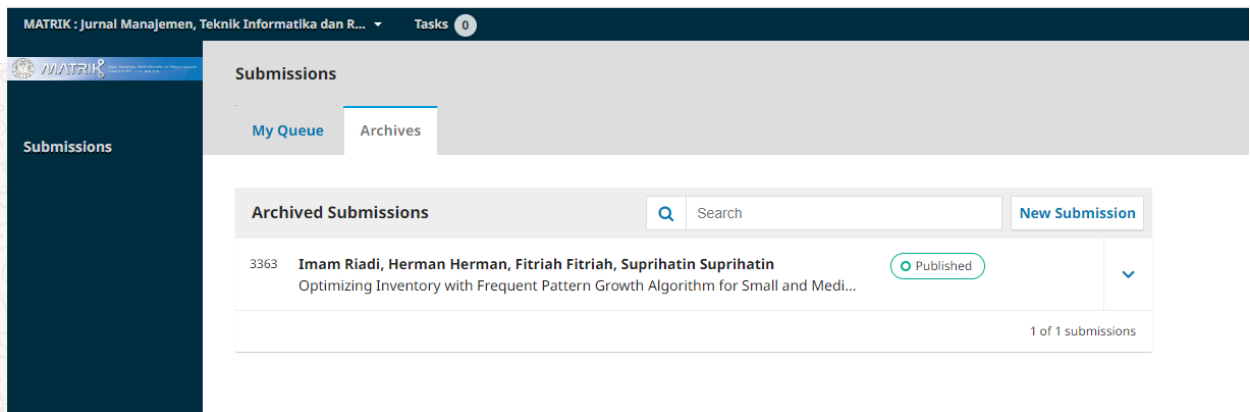 MATRIK : Jurnal Manajemen, Teknik Informatika dan R... Tasks 0
MATRIK
Submissions
My Queue Archives
Submissions
Archived Submissions Search New Submission
3363 Imam Riadi, Herman Herman, Fitriah Fitriah, Suprihatin Suprihatin Published
Optimizing Inventory with Frequent Pattern Growth Algorithm for Small and Medi...
1 of 1 submissions